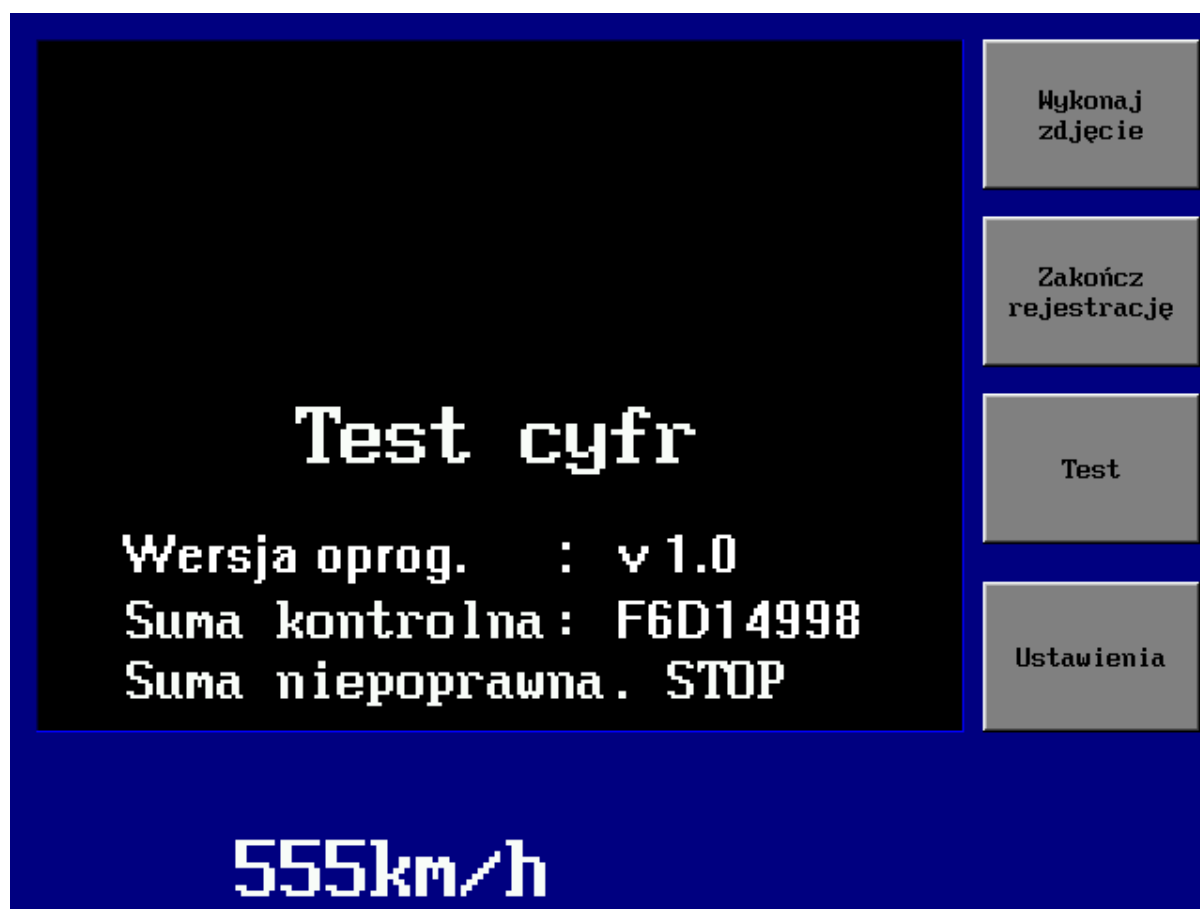 Test cyfr
Wersja oprog. : v 1.0
Suma kontrolna : F6D14998
Suma niepoprawna. STOP
555km/h
Wykonaj
zdjęcie
Zakończ
rejestrację
Test
Ustawienia